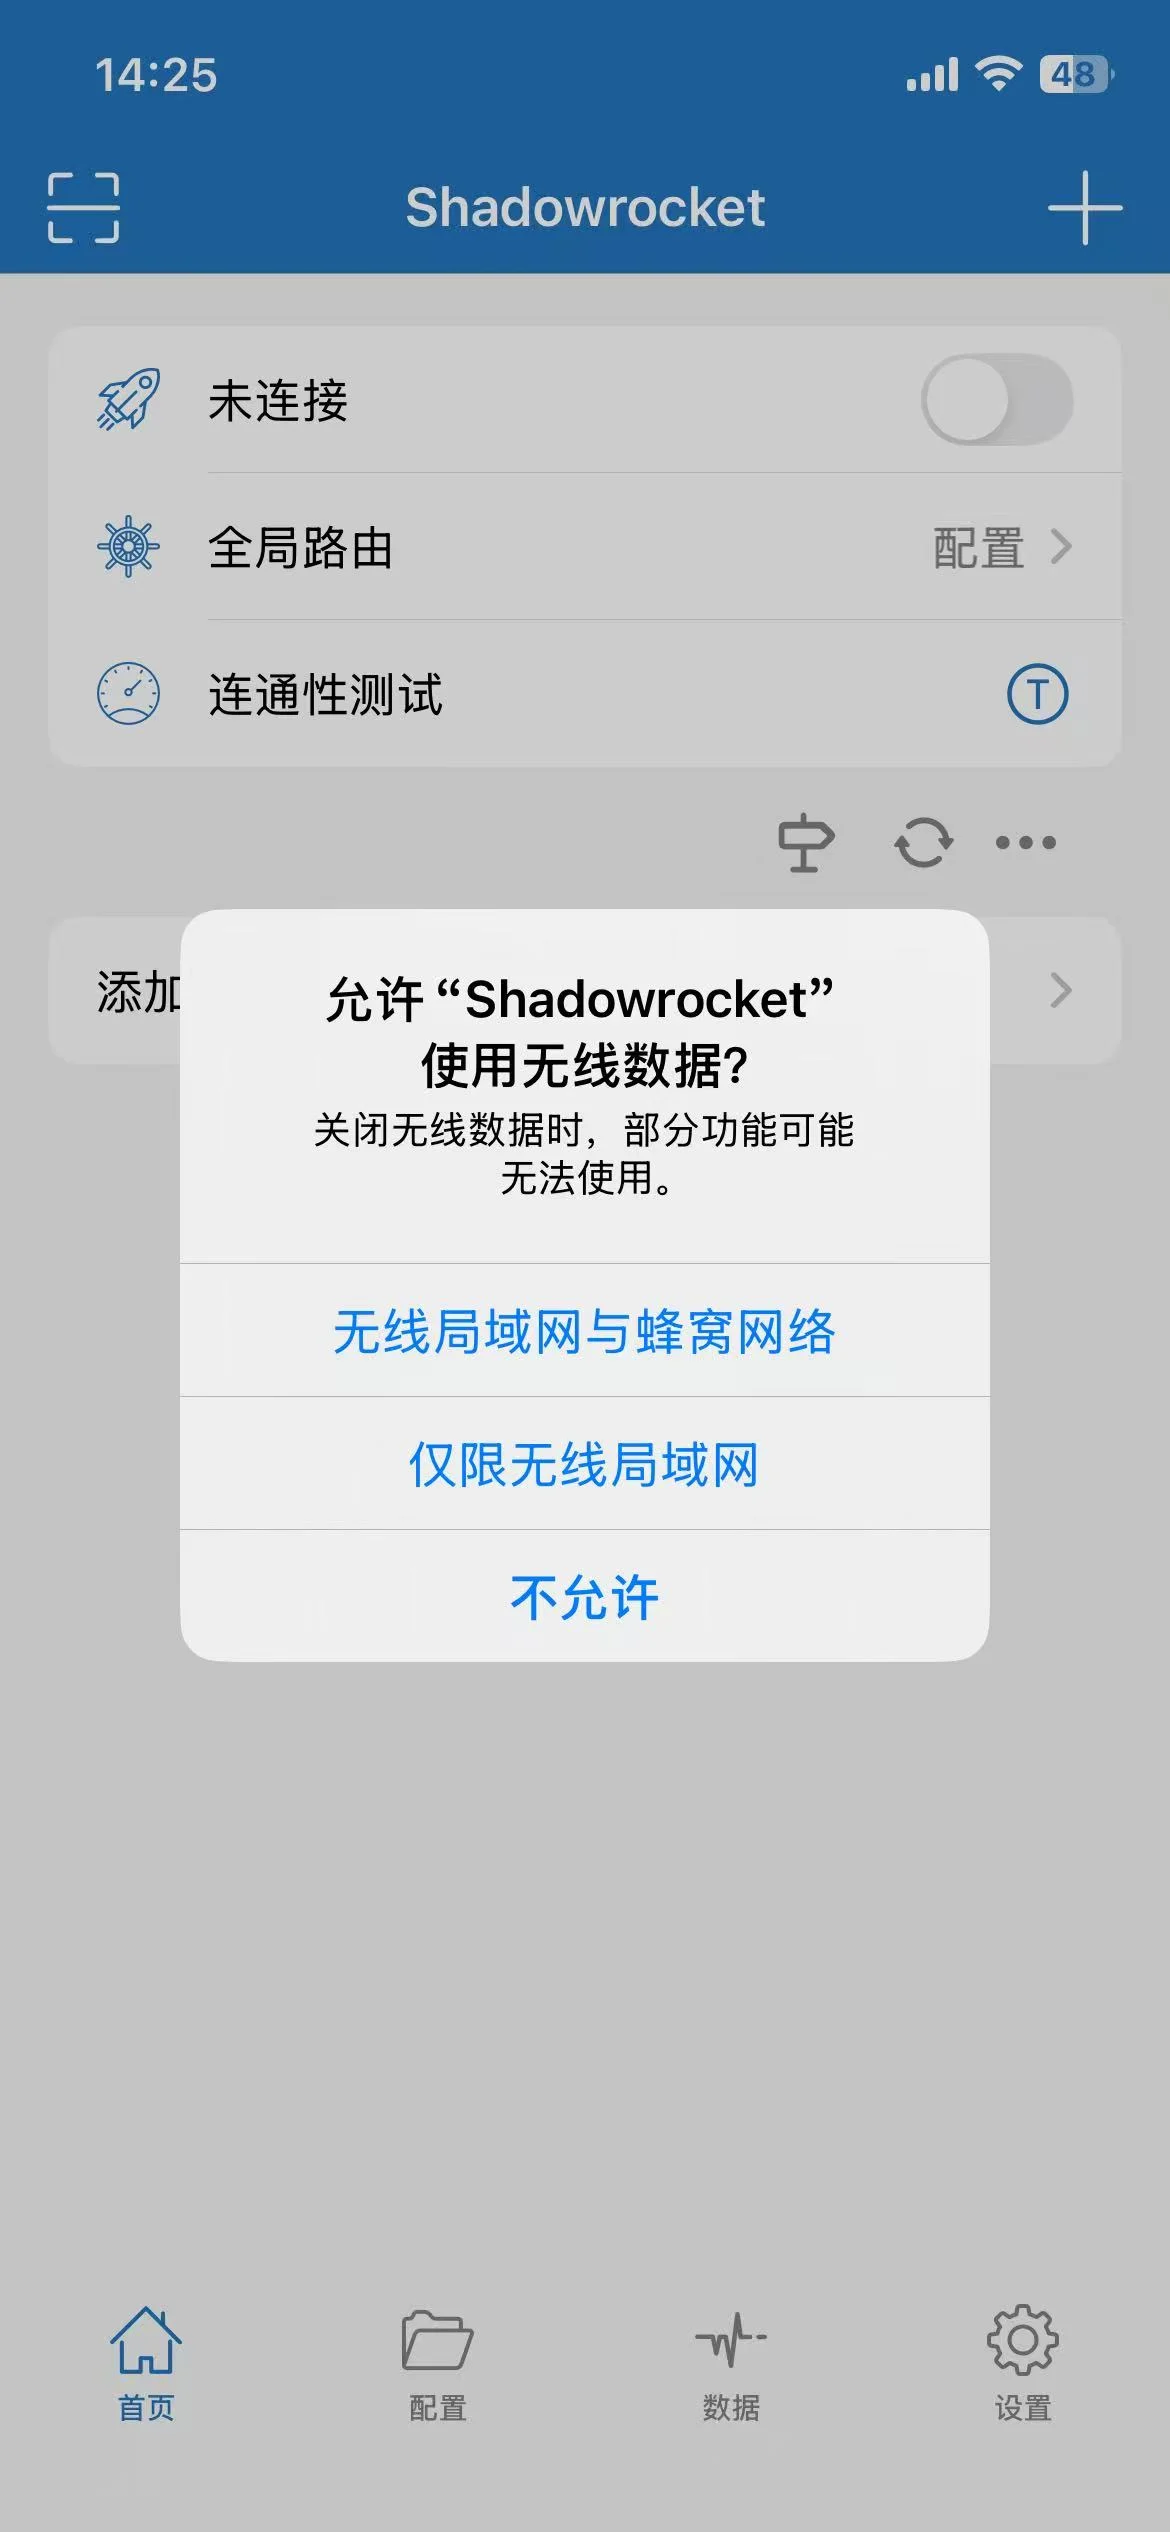 14:25
48
Shadowrocket
未连接
全局路由
配置
连通性测试
T
添加
允许“Shadowrocket”
使用无线数据?
关闭无线数据时，部分功能可能
无法使用。
无线局域网与蜂窝网络
仅限无线局域网
不允许
首页
配置
数据
设置